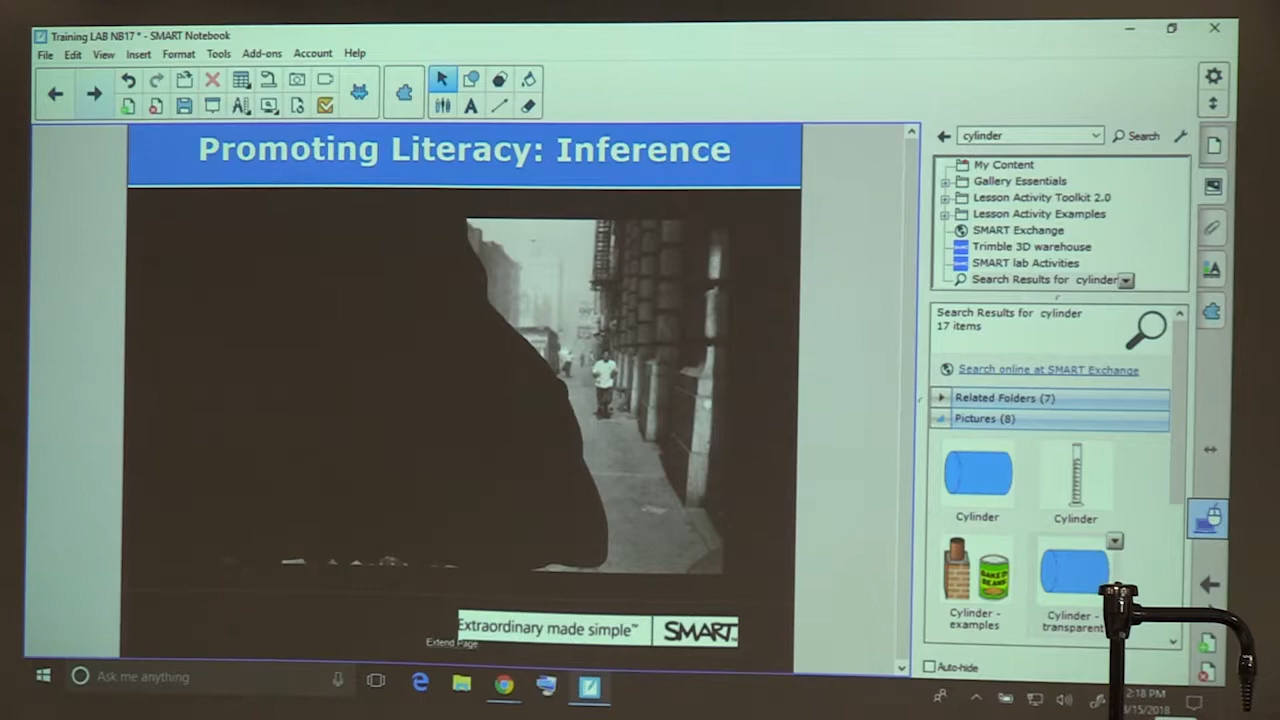 Training LAB NB17 * - SMART Notebook
File Edit View Insert Format Tools Add-ons Account Help
cylinder
Search
Promoting Literacy: Inference
My Content
Gallery Essentials
Lesson Activity Toolkit 2.0
Lesson Activity Examples
SMART Exchange
Trimble 3D warehouse
SMART lab Activities
Search Results for cylinder
Search Results for cylinder
17 items
Search online at SMART Exchange
Related Folders (7)
Pictures (8)
Cylinder
Cylinder
BAKED BEANS
Cylinder - examples
Cylinder - transparent
Extraordinary made simple™
SMART
Extend Page
Auto-hide
Ask me anything
2:18 PM
/15/2018